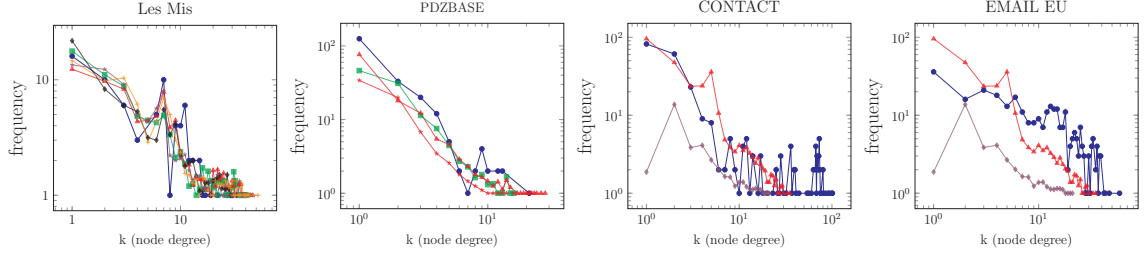 Les Mis
frequency
10
1
1
10
k (node degree)
PDZBASE
frequency
10²
10¹
10⁰
10⁰
10¹
k (node degree)
CONTACT
frequency
10²
10¹
10⁰
10⁰
10¹
10²
k (node degree)
EMAIL EU
frequency
10²
10¹
10⁰
10⁰
10¹
k (node degree)